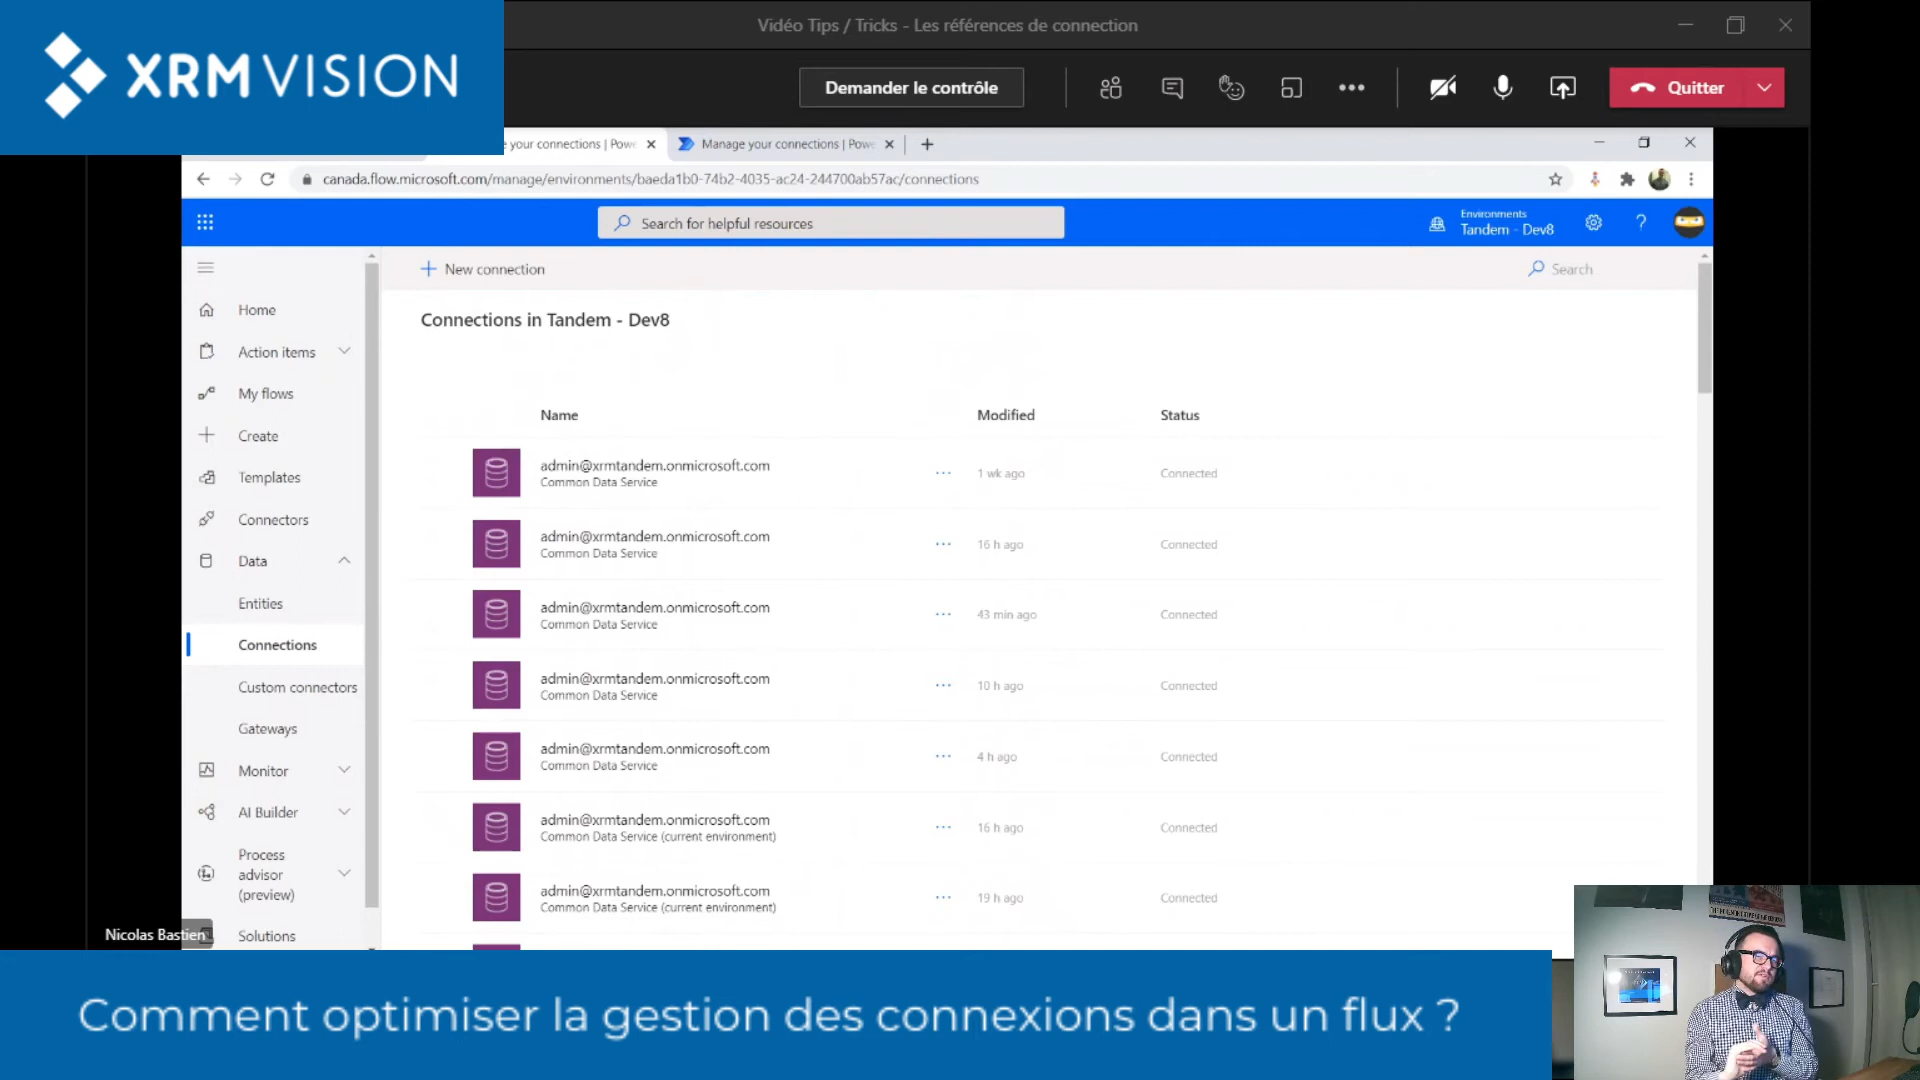 XRMVISION
Vidéo Tips / Tricks - Les références de connection
Demander le contrôle
Quitter
your connections | Powe
Manage your connections | Powe
canada.flow.microsoft.com/manage/environments/baeda1b0-74b2-4035-ac24-244700ab57ac/connections
Search for helpful resources
Environments
Tandem - Dev8
New connection
Search
Home
Action items
My flows
Create
Templates
Connectors
Data
Entities
Connections
Custom connectors
Gateways
Monitor
AI Builder
Process
advisor
(preview)
Solutions
Connections in Tandem - Dev8
Name Modified Status
admin@xrmtandem.onmicrosoft.com
Common Data Service
1 wk ago Connected
admin@xrmtandem.onmicrosoft.com
Common Data Service
16 h ago Connected
admin@xrmtandem.onmicrosoft.com
Common Data Service
43 min ago Connected
admin@xrmtandem.onmicrosoft.com
Common Data Service
10 h ago Connected
admin@xrmtandem.onmicrosoft.com
Common Data Service
4 h ago Connected
admin@xrmtandem.onmicrosoft.com
Common Data Service (current environment)
16 h ago Connected
admin@xrmtandem.onmicrosoft.com
Common Data Service (current environment)
19 h ago Connected
Nicolas Bastien
Comment optimiser la gestion des connexions dans un flux ?